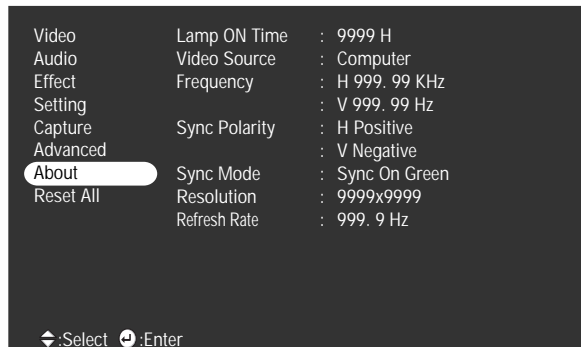 Video
Audio
Effect
Setting
Capture
Advanced
About
Reset All
Lamp ON Time : 9999 H
Video Source : Computer
Frequency : H 999. 99 KHz
: V 999. 99 Hz
Sync Polarity : H Positive
: V Negative
Sync Mode : Sync On Green
Resolution : 9999x9999
Refresh Rate : 999. 9 Hz
:Select :Enter